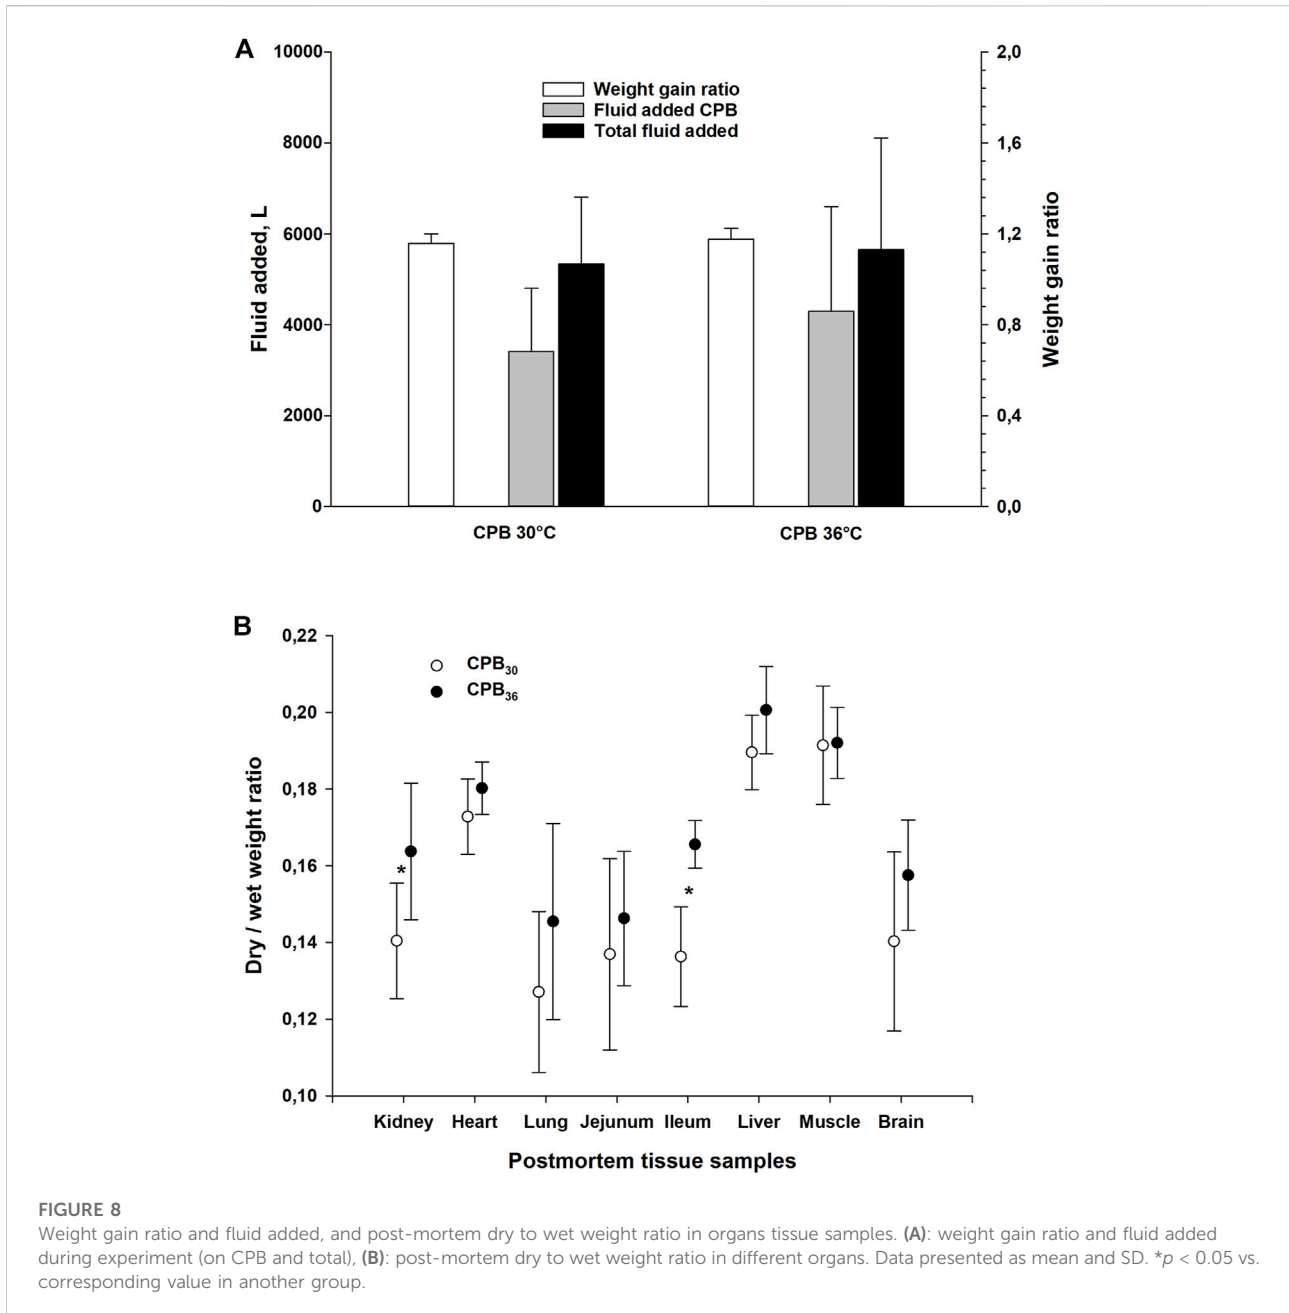 A
10000
2,0
Weight gain ratio
Fluid added CPB
Total fluid added
8000
1,6
Fluid added, L
6000
1,2
Weight gain ratio
4000
0,8
2000
0,4
0
0,0
CPB 30°C
CPB 36°C
B
0,22
CPB30
CPB36
0,20
0,18
Dry / wet weight ratio
0,16
*
*
0,14
0,12
0,10
Kidney Heart Lung Jejunum Ileum Liver Muscle Brain
Postmortem tissue samples
FIGURE 8
Weight gain ratio and fluid added, and post-mortem dry to wet weight ratio in organs tissue samples. (A): weight gain ratio and fluid added
during experiment (on CPB and total), (B): post-mortem dry to wet weight ratio in different organs. Data presented as mean and SD. *p < 0.05 vs.
corresponding value in another group.